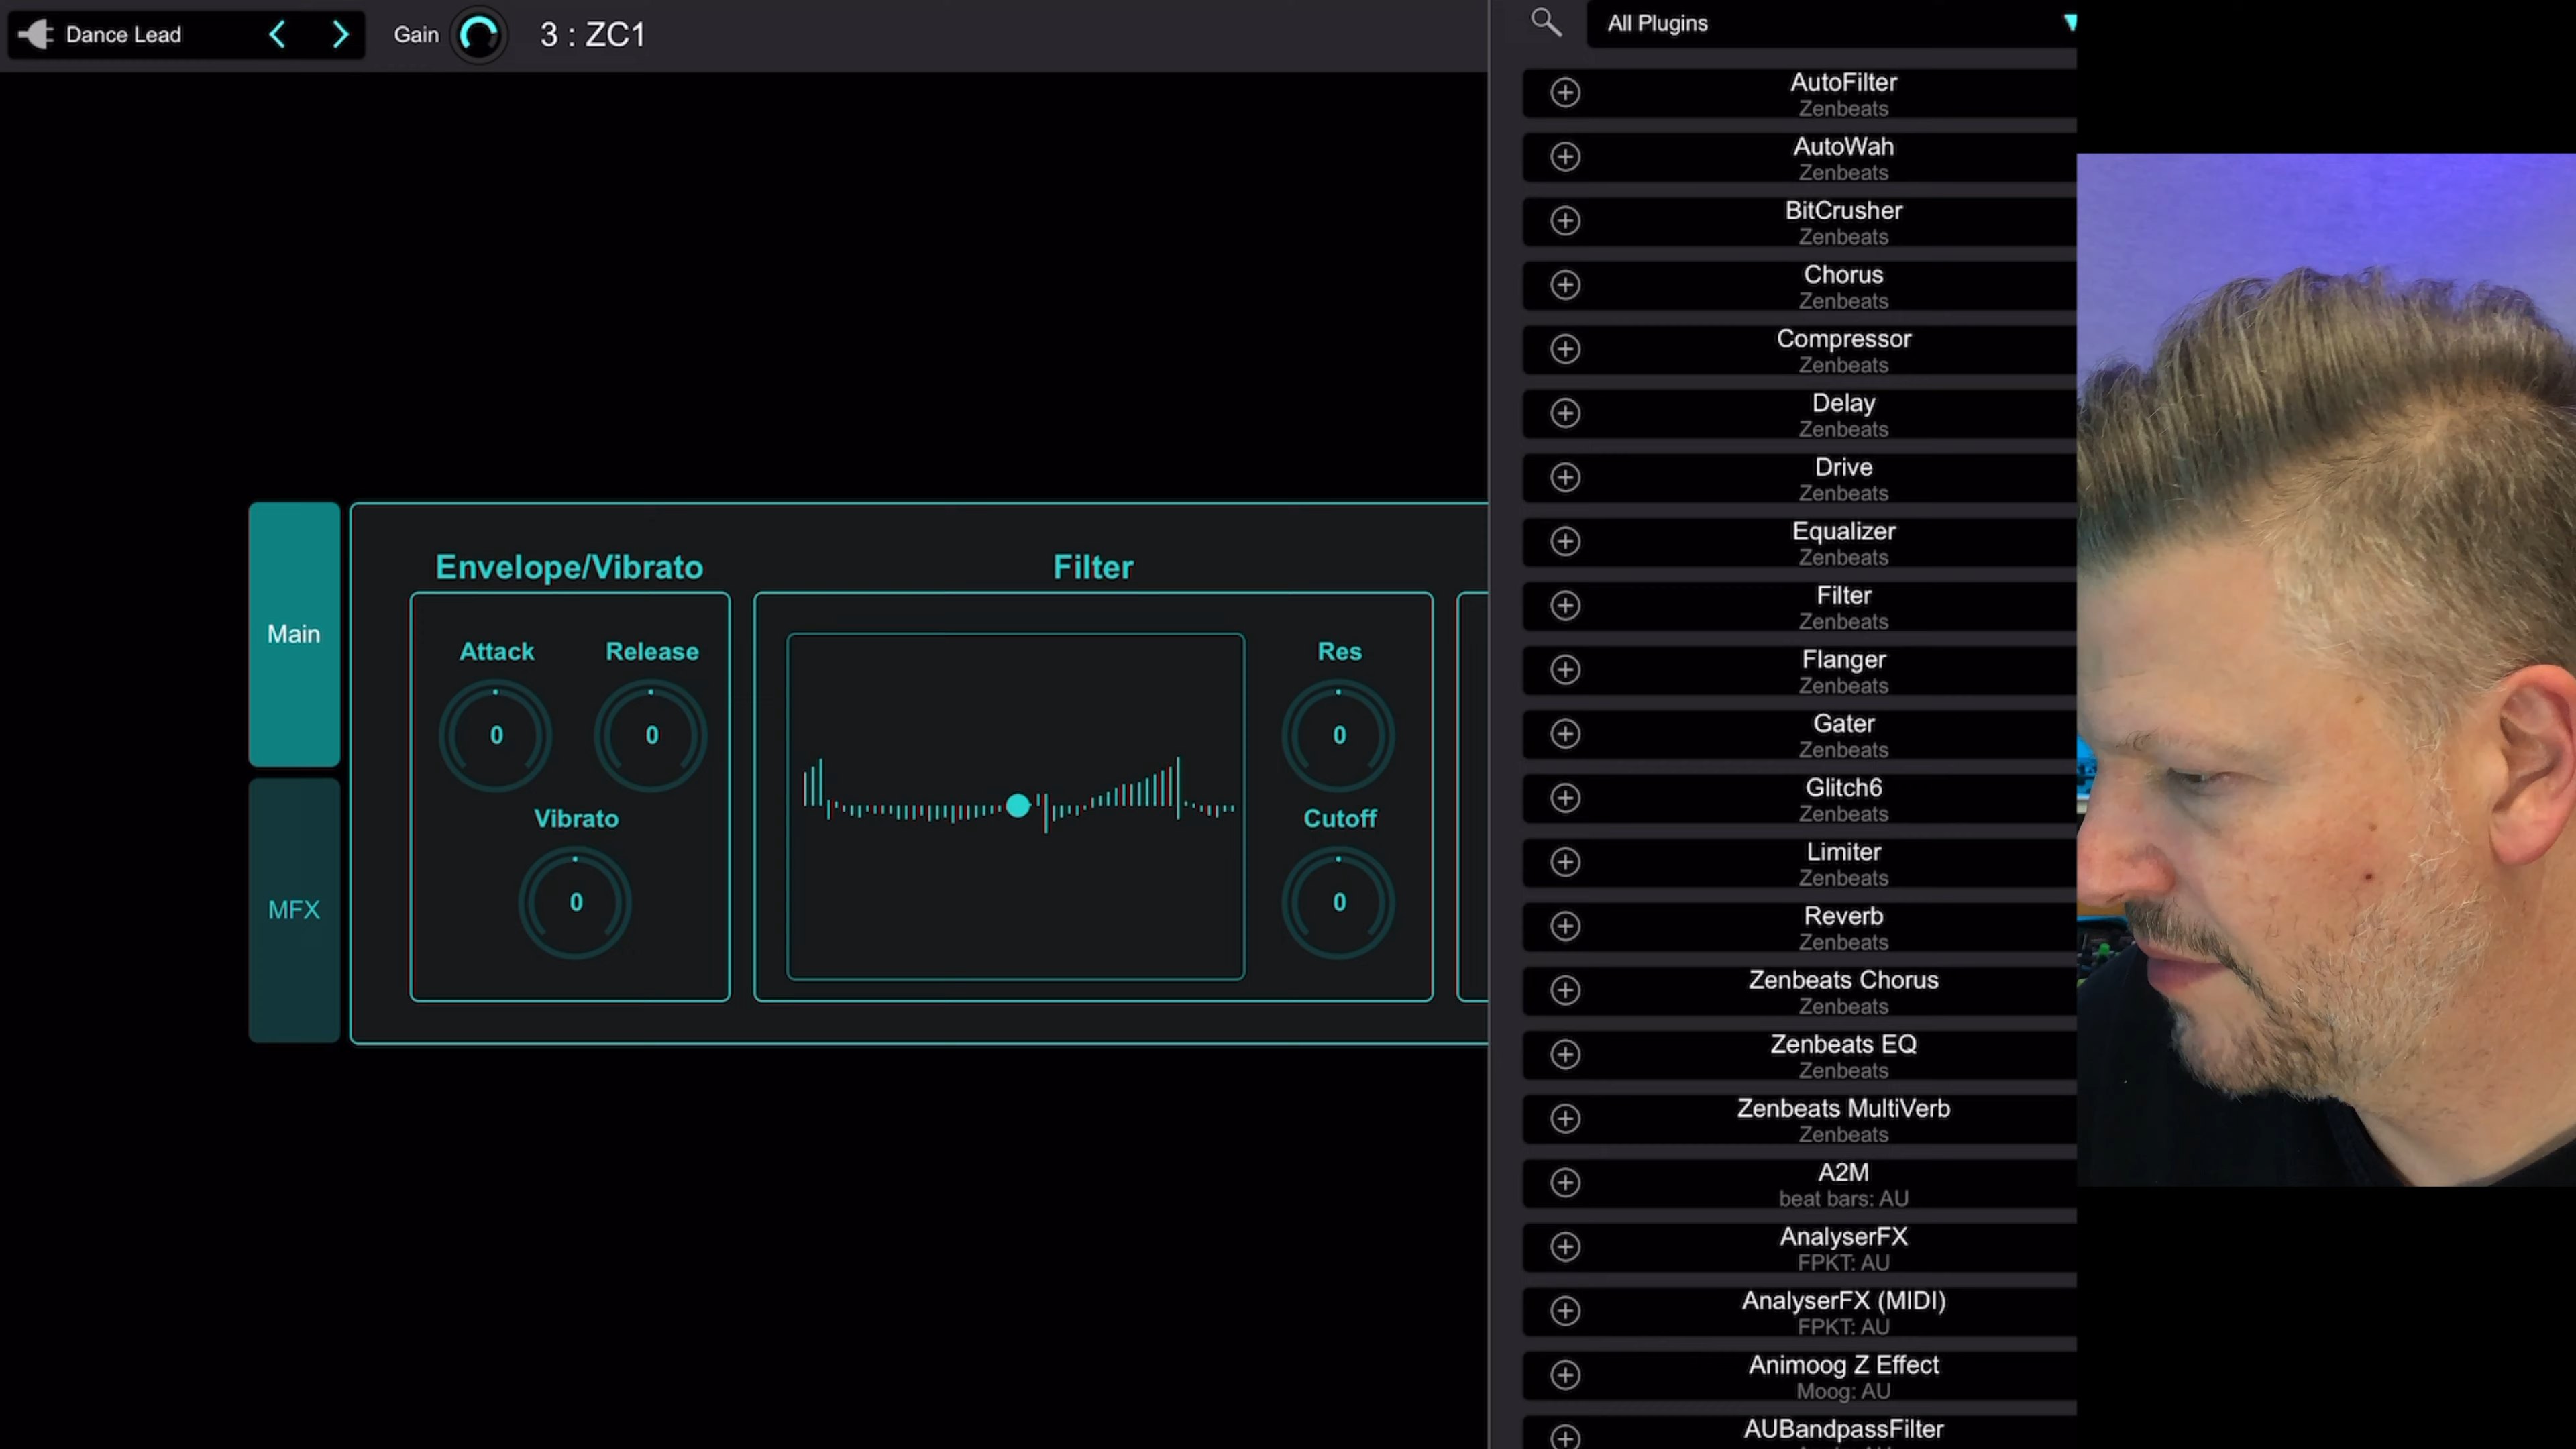 Dance Lead
Gain
3 : ZC1
All Plugins
AutoFilter
Zenbeats
AutoWah
Zenbeats
BitCrusher
Zenbeats
Chorus
Zenbeats
Compressor
Zenbeats
Delay
Zenbeats
Drive
Zenbeats
Equalizer
Zenbeats
Filter
Zenbeats
Flanger
Zenbeats
Gater
Zenbeats
Glitch6
Zenbeats
Limiter
Zenbeats
Reverb
Zenbeats
Zenbeats Chorus
Zenbeats
Zenbeats EQ
Zenbeats
Zenbeats MultiVerb
Zenbeats
A2M
beat bars: AU
AnalyserFX
FPKT: AU
AnalyserFX (MIDI)
FPKT: AU
Animoog Z Effect
Moog: AU
AUBandpassFilter
Main
MFX
Envelope/Vibrato
Attack
Release
0
0
Vibrato
0
Filter
Res
0
Cutoff
0